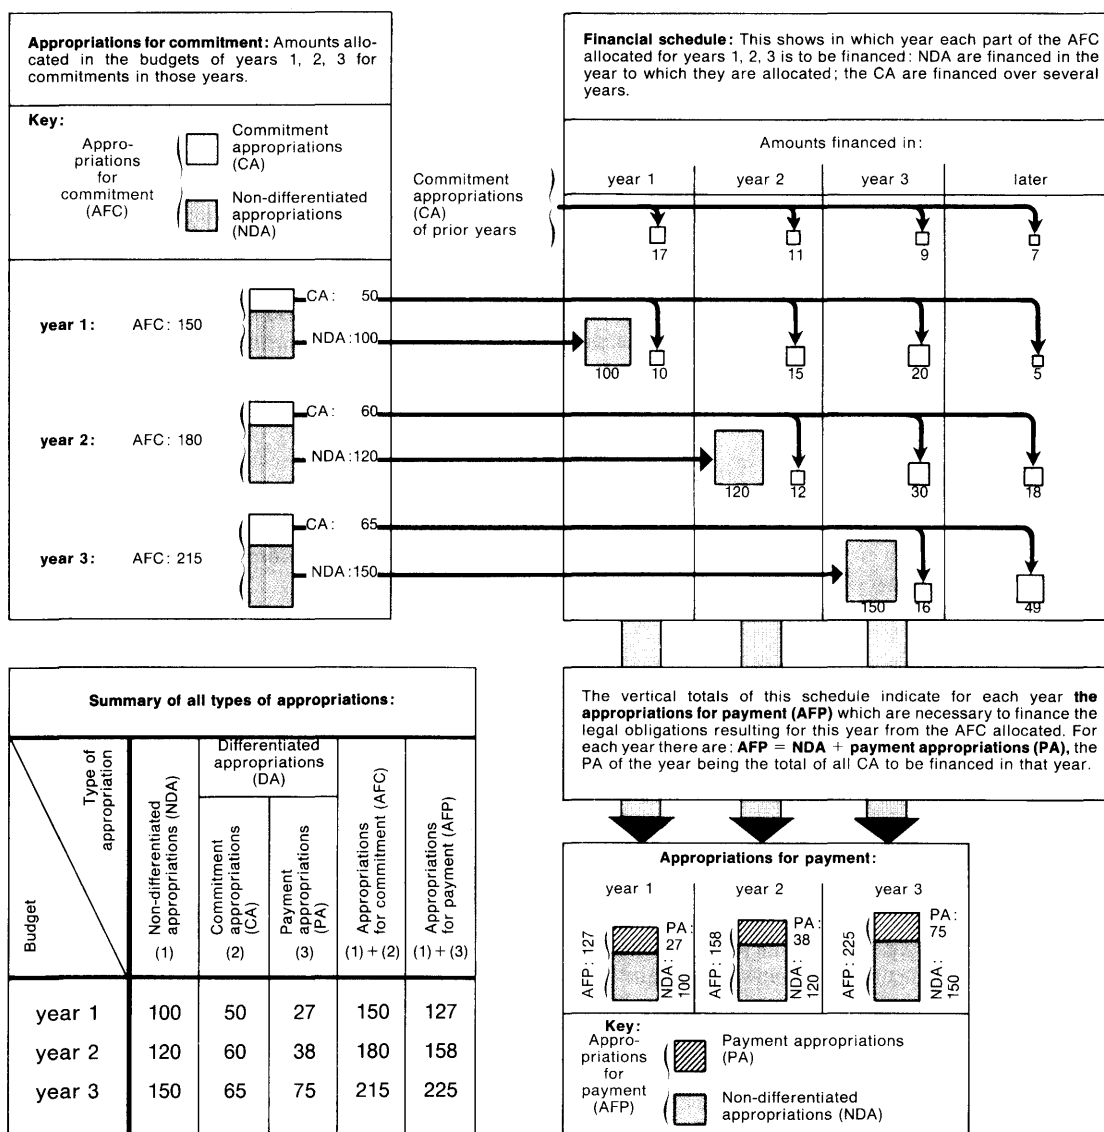 Appropriations for commitment: Amounts allo-
cated in the budgets of years 1, 2, 3 for
commitments in those years.
Key:
Appro-
priations
for
commitment
(AFC)
Commitment
appropriations
(CA)
Non-differentiated
appropriations
(NDA)
year 1: AFC: 150
CA: 50
NDA: 100
year 2: AFC: 180
CA: 60
NDA: 120
year 3: AFC: 215
CA: 65
NDA: 150
Commitment
appropriations
(CA)
of prior years
Financial schedule: This shows in which year each part of the AFC
allocated for years 1, 2, 3 is to be financed: NDA are financed in the
year to which they are allocated; the CA are financed over several
years.
Amounts financed in:
year 1 year 2 year 3 later
17 11 9 7
100 10 15 20 5
120 12 30 18
150 16 49
The vertical totals of this schedule indicate for each year the
appropriations for payment (AFP) which are necessary to finance the
legal obligations resulting for this year from the AFC allocated. For
each year there are: AFP = NDA + payment appropriations (PA), the
PA of the year being the total of all CA to be financed in that year.
Summary of all types of appropriations:
Type of
appropriation
Budget
Non-differentiated
appropriations (NDA)
(1)
Differentiated
appropriations
(DA)
Commitment
appropriations
(CA)
(2)
Payment
appropriations
(PA)
(3)
Appropriations
for commitment (AFC)
(1) + (2)
Appropriations
for payment (AFP)
(1) + (3)
year 1 100 50 27 150 127
year 2 120 60 38 180 158
year 3 150 65 75 215 225
Appropriations for payment:
year 1 year 2 year 3
AFP: 127
PA:
27
NDA:
100
AFP: 158
PA:
38
NDA:
120
AFP: 225
PA:
75
NDA:
150
Key:
Appro-
priations
for
payment
(AFP)
Payment appropriations
(PA)
Non-differentiated
appropriations (NDA)